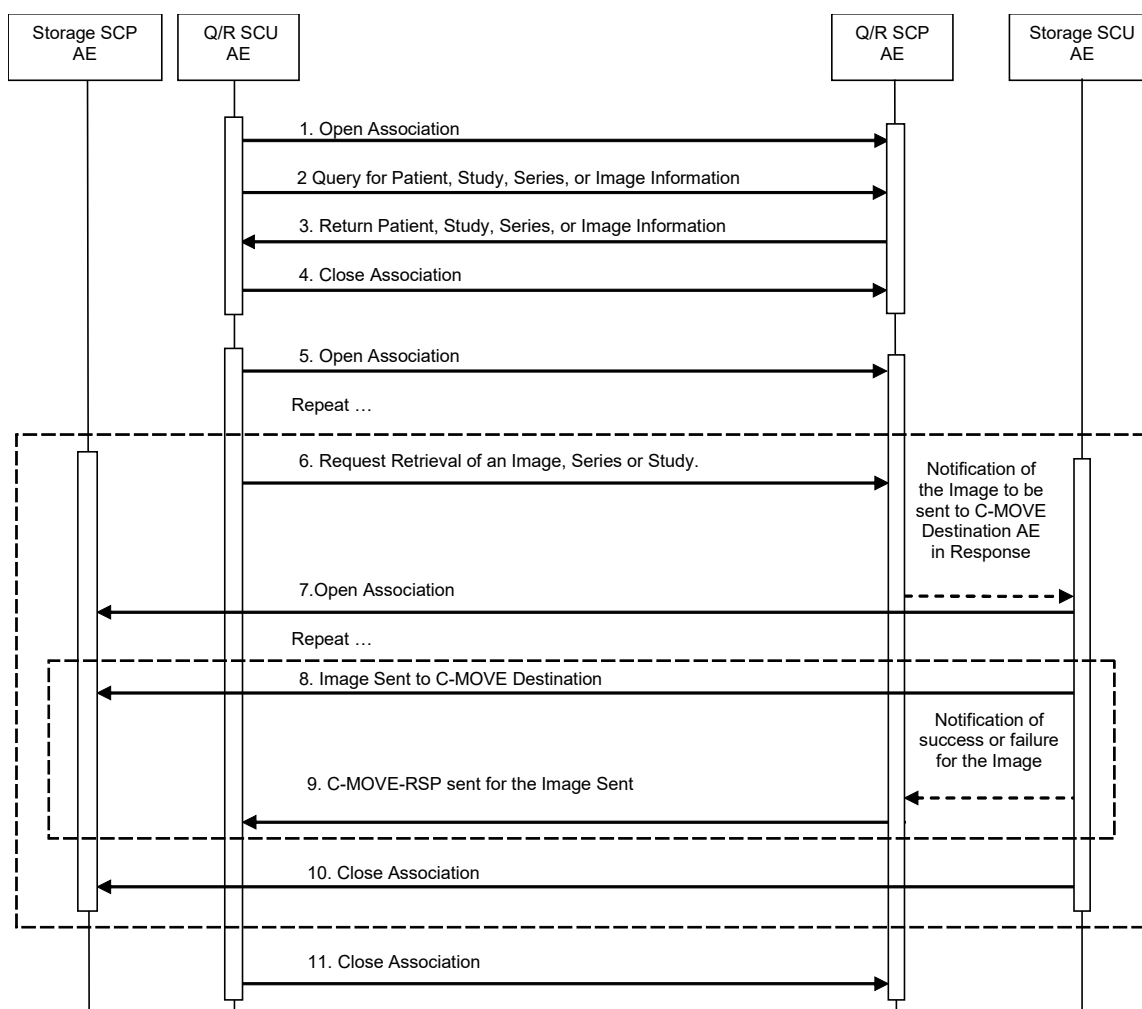 Storage SCP
AE
Q/R SCU
AE
Q/R SCP
AE
Storage SCU
AE
1. Open Association
2 Query for Patient, Study, Series, or Image Information
3. Return Patient, Study, Series, or Image Information
4. Close Association
5. Open Association
Repeat …
6. Request Retrieval of an Image, Series or Study.
Notification of
the Image to be
sent to C-MOVE
Destination AE
in Response
7.Open Association
Repeat …
8. Image Sent to C-MOVE Destination
Notification of
success or failure
for the Image
9. C-MOVE-RSP sent for the Image Sent
10. Close Association
11. Close Association